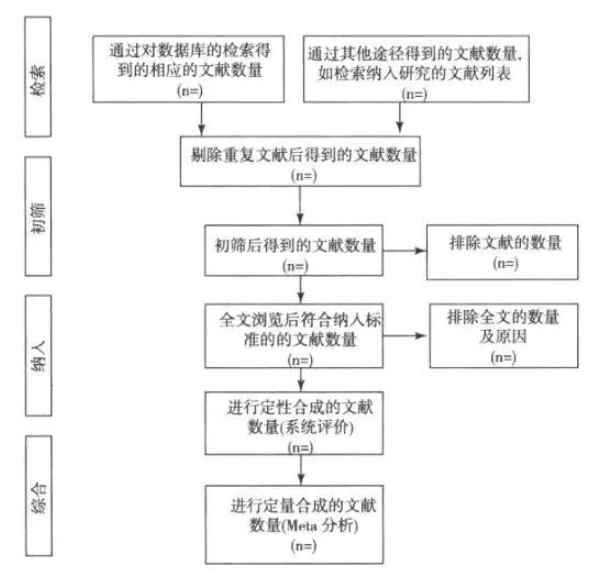 检索
通过对数据库的检索得
到的相应的文献数量
(n=)
通过其他途径得到的文献数量,
如检索纳入研究的文献列表
(n=)
剔除重复文献后得到的文献数量
(n=)
初筛
初筛后得到的文献数量
(n=)
排除文献的数量
(n=)
纳入
全文浏览后符合纳入标
准的的文献数量
(n=)
排除全文的数量
及原因
(n=)
进行定性合成的文献
数量(系统评价)
(n=)
综合
进行定量合成的文献
数量(Meta 分析)
(n=)